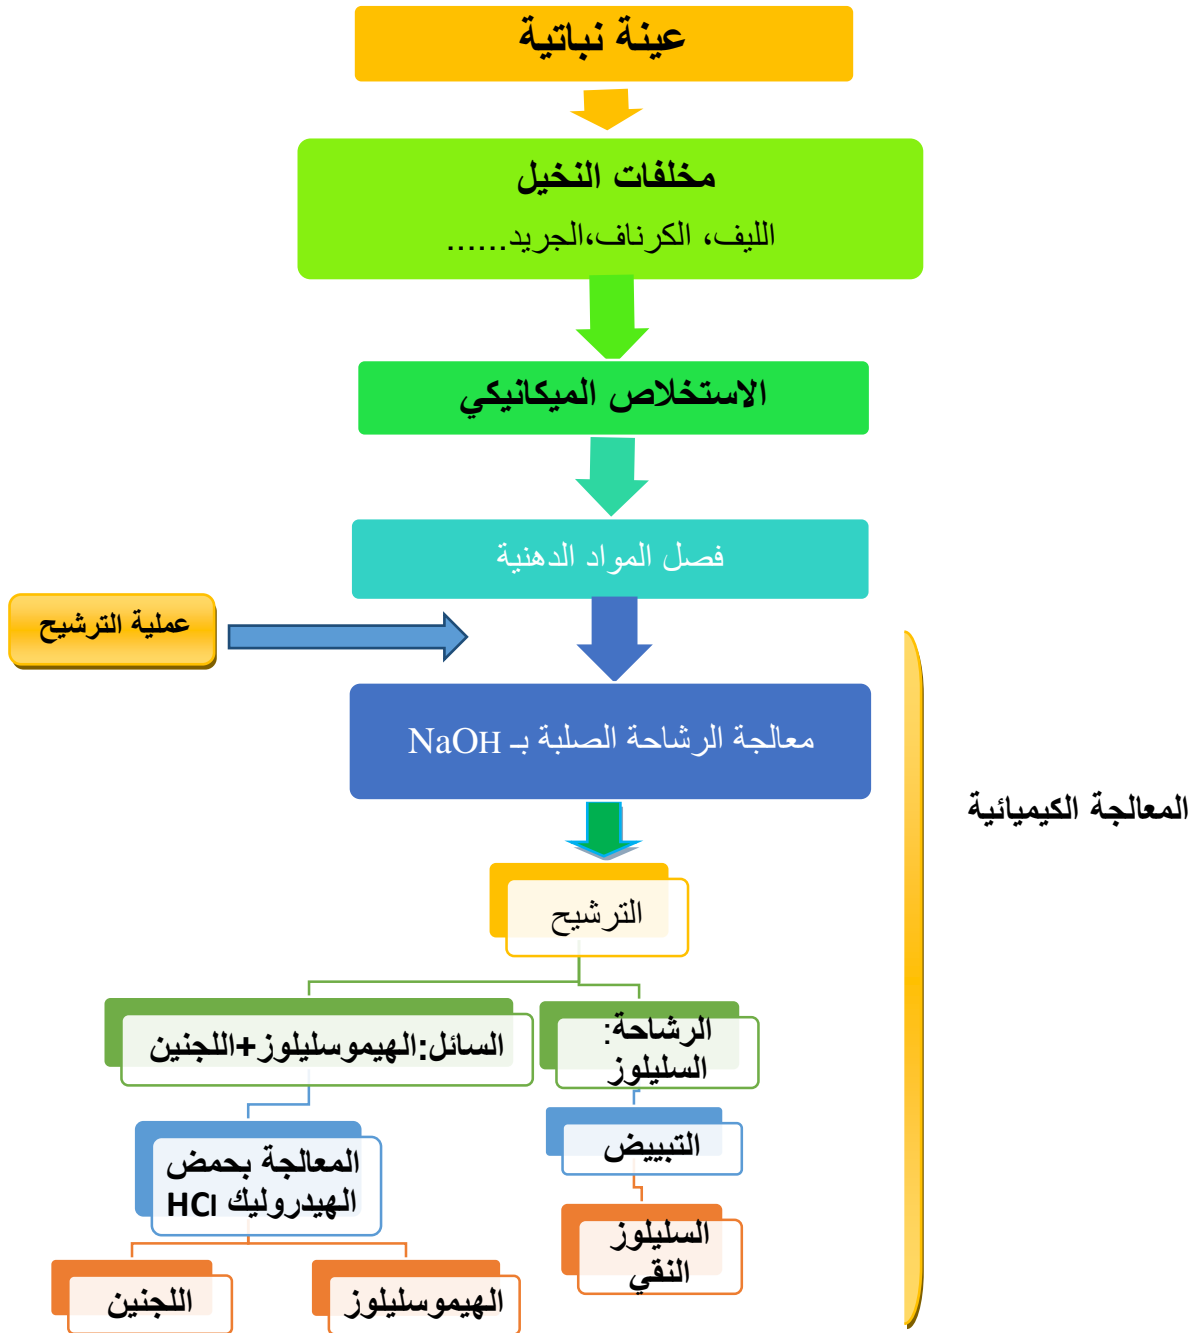 عينة نباتية
مخلفات النخيل
الليف، الكرناف،الجريد......
الاستخلاص الميكانيكي
فصل المواد الدهنية
عملية الترشيح
معالجة الرشاحة الصلبة بـ NaOH
المعالجة الكيميائية
الترشيح
الرشاحة:
السليلوز
السائل:الهيموسليلوز+اللجنين
التبييض
المعالجة بحمض
الهيدروليك HCl
السليلوز
النقي
الهيموسليلوز
اللجنين